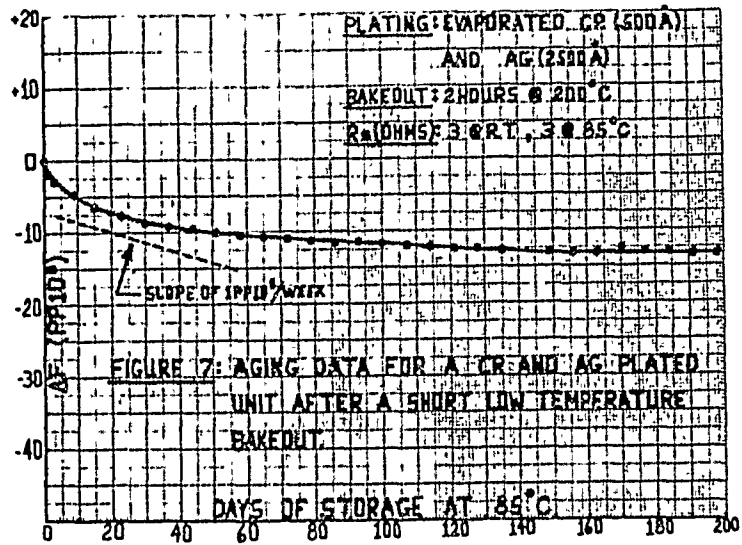 +20
PLATING: EVAPORATED CR (500Å)
AND AG (2500Å)
+10
BAKEOUT: 2 HOURS @ 200°C
Rs (OHMS): 3 @ R.T., 3 @ 85°C
0
-10
ΔF (PP10⁸)
SLOPE OF 1PP10⁸/WEEK
-20
FIGURE 7: AGING DATA FOR A CR AND AG PLATED
-30
UNIT AFTER A SHORT LOW TEMPERATURE
BAKEOUT.
-40
DAYS OF STORAGE AT 85°C
0 20 40 60 80 100 120 140 160 180 200